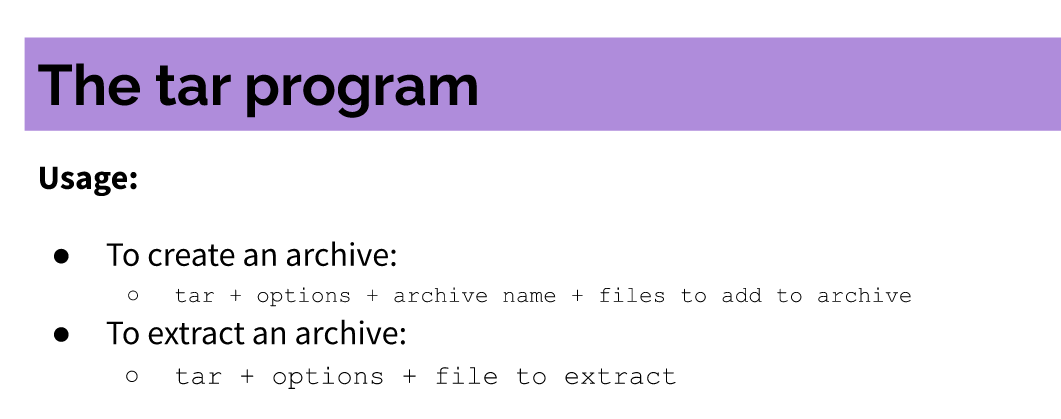 The tar program
Usage:
● To create an archive:
○ tar + options + archive name + files to add to archive
● To extract an archive:
○ tar + options + file to extract